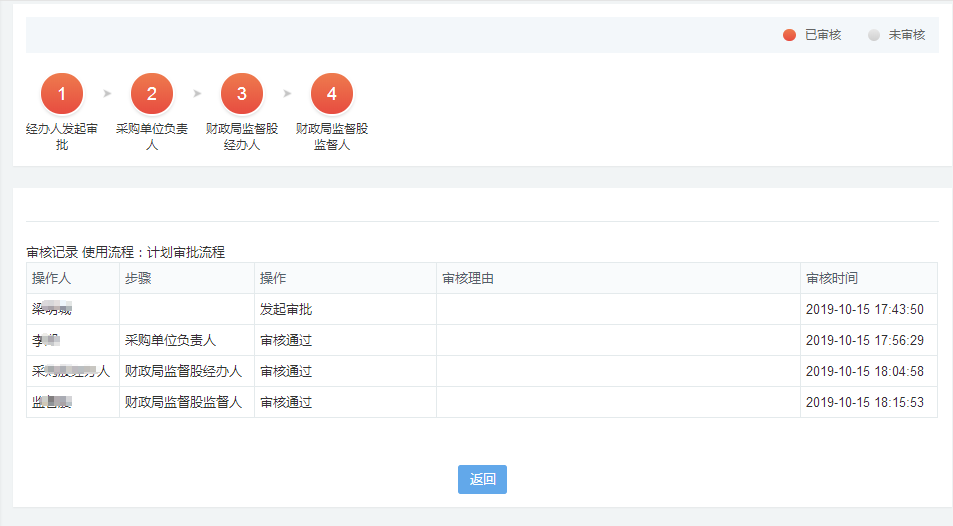 已审核 未审核
1 2 3 4
经办人发起审 采购单位负责 财政局监督股 财政局监督股
批 人 经办人 监督人
审核记录 使用流程：计划审批流程
操作人 步骤 操作 审核理由 审核时间
发起审批 2019-10-15 17:43:50
李 采购单位负责人 审核通过 2019-10-15 17:56:29
人 财政局监督股经办人 审核通过 2019-10-15 18:04:58
财政局监督股监督人 审核通过 2019-10-15 18:15:53
返回